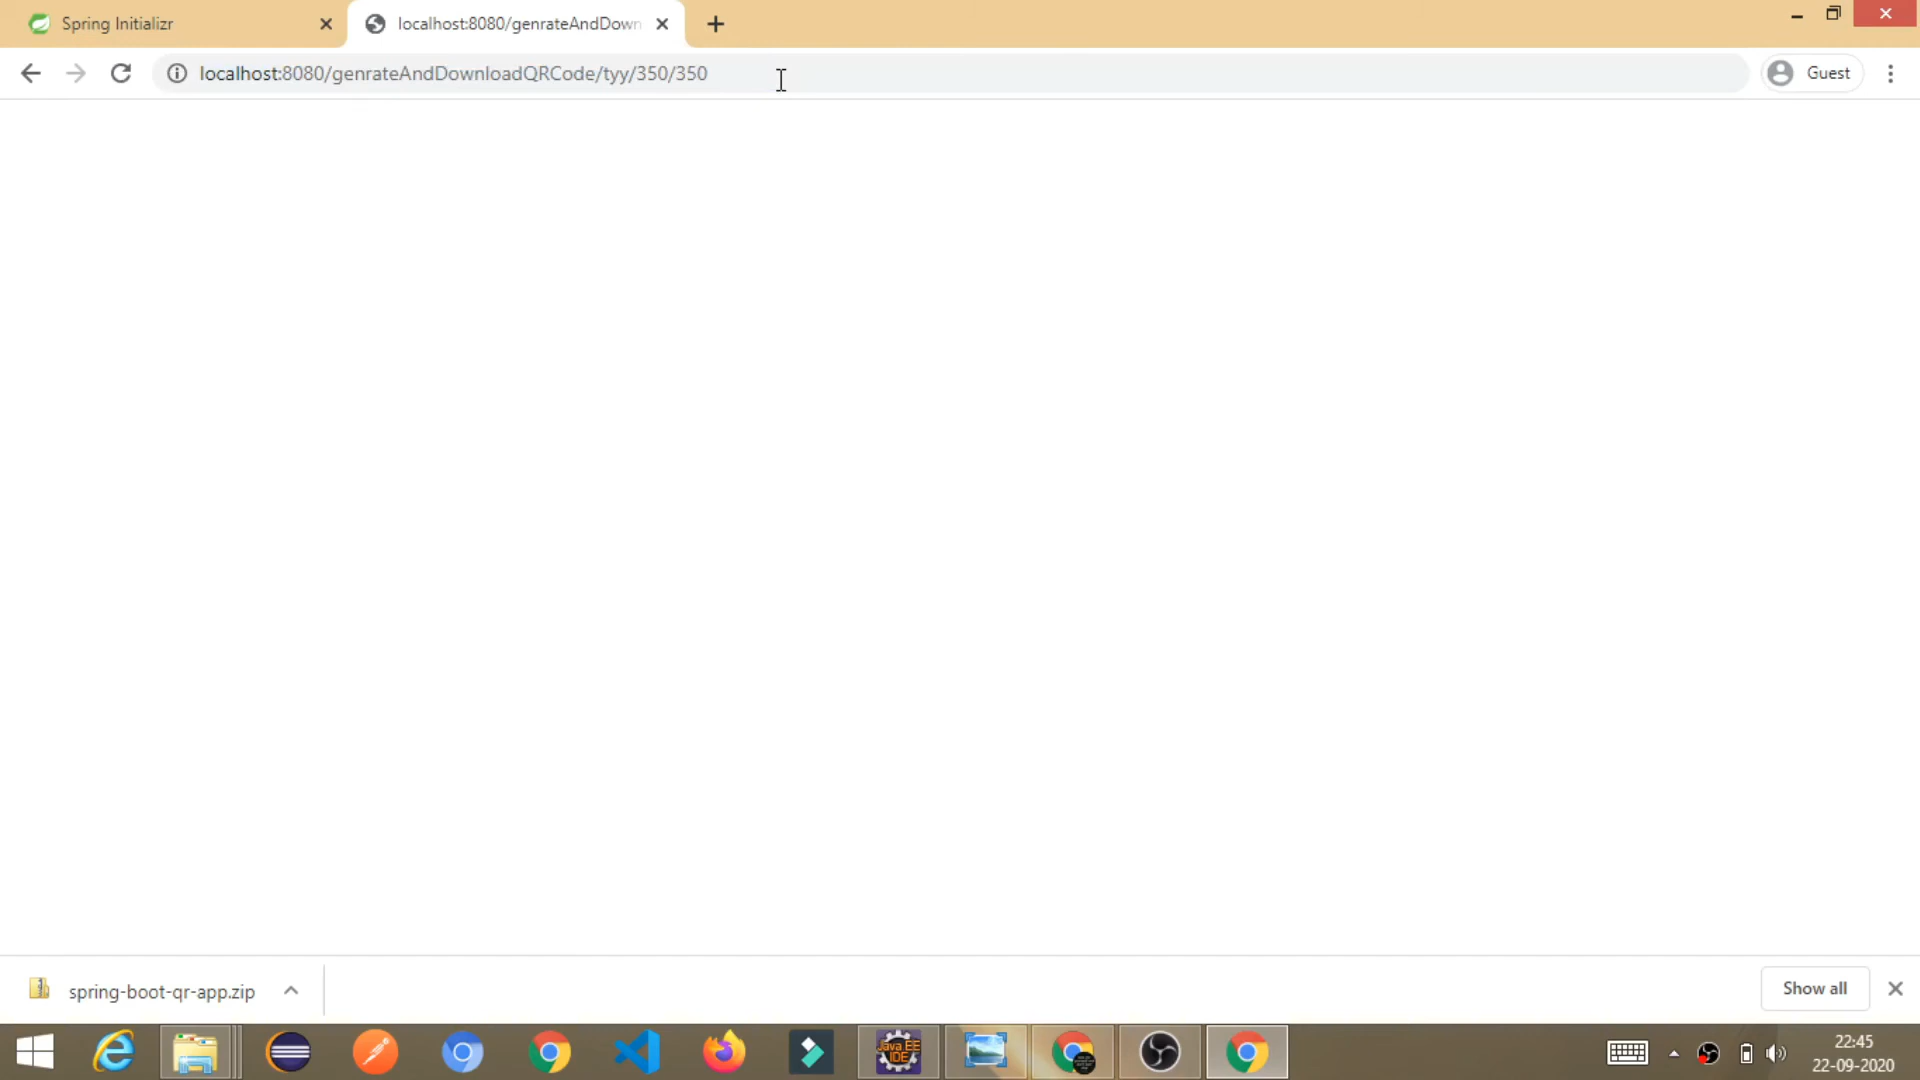 Spring Initializr
localhost:8080/genrateAndDown
localhost:8080/genrateAndDownloadQRCode/tyy/350/350
Guest
spring-boot-qr-app.zip
Show all
Java EE
IDE
22:45
22-09-2020